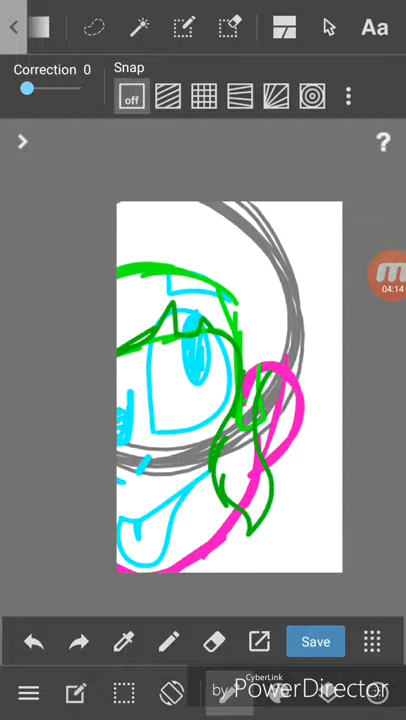 Aa
Correction 0
Snap
off
?
M
04:14
Save
by CyberLink
PowerDirector